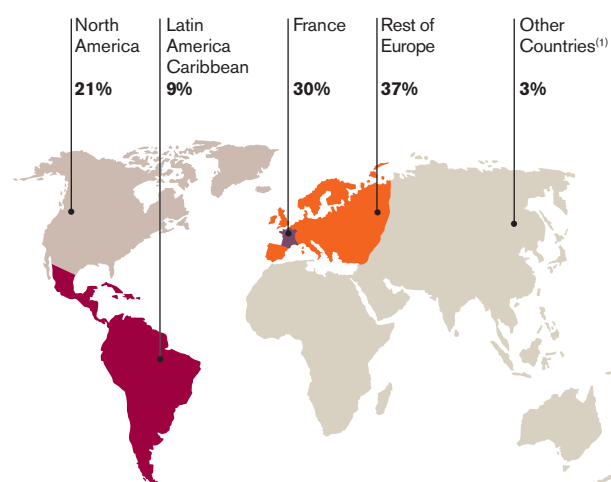 North
America
21%
Latin
America
Caribbean
9%
France
30%
Rest of
Europe
37%
Other
Countries(1)
3%